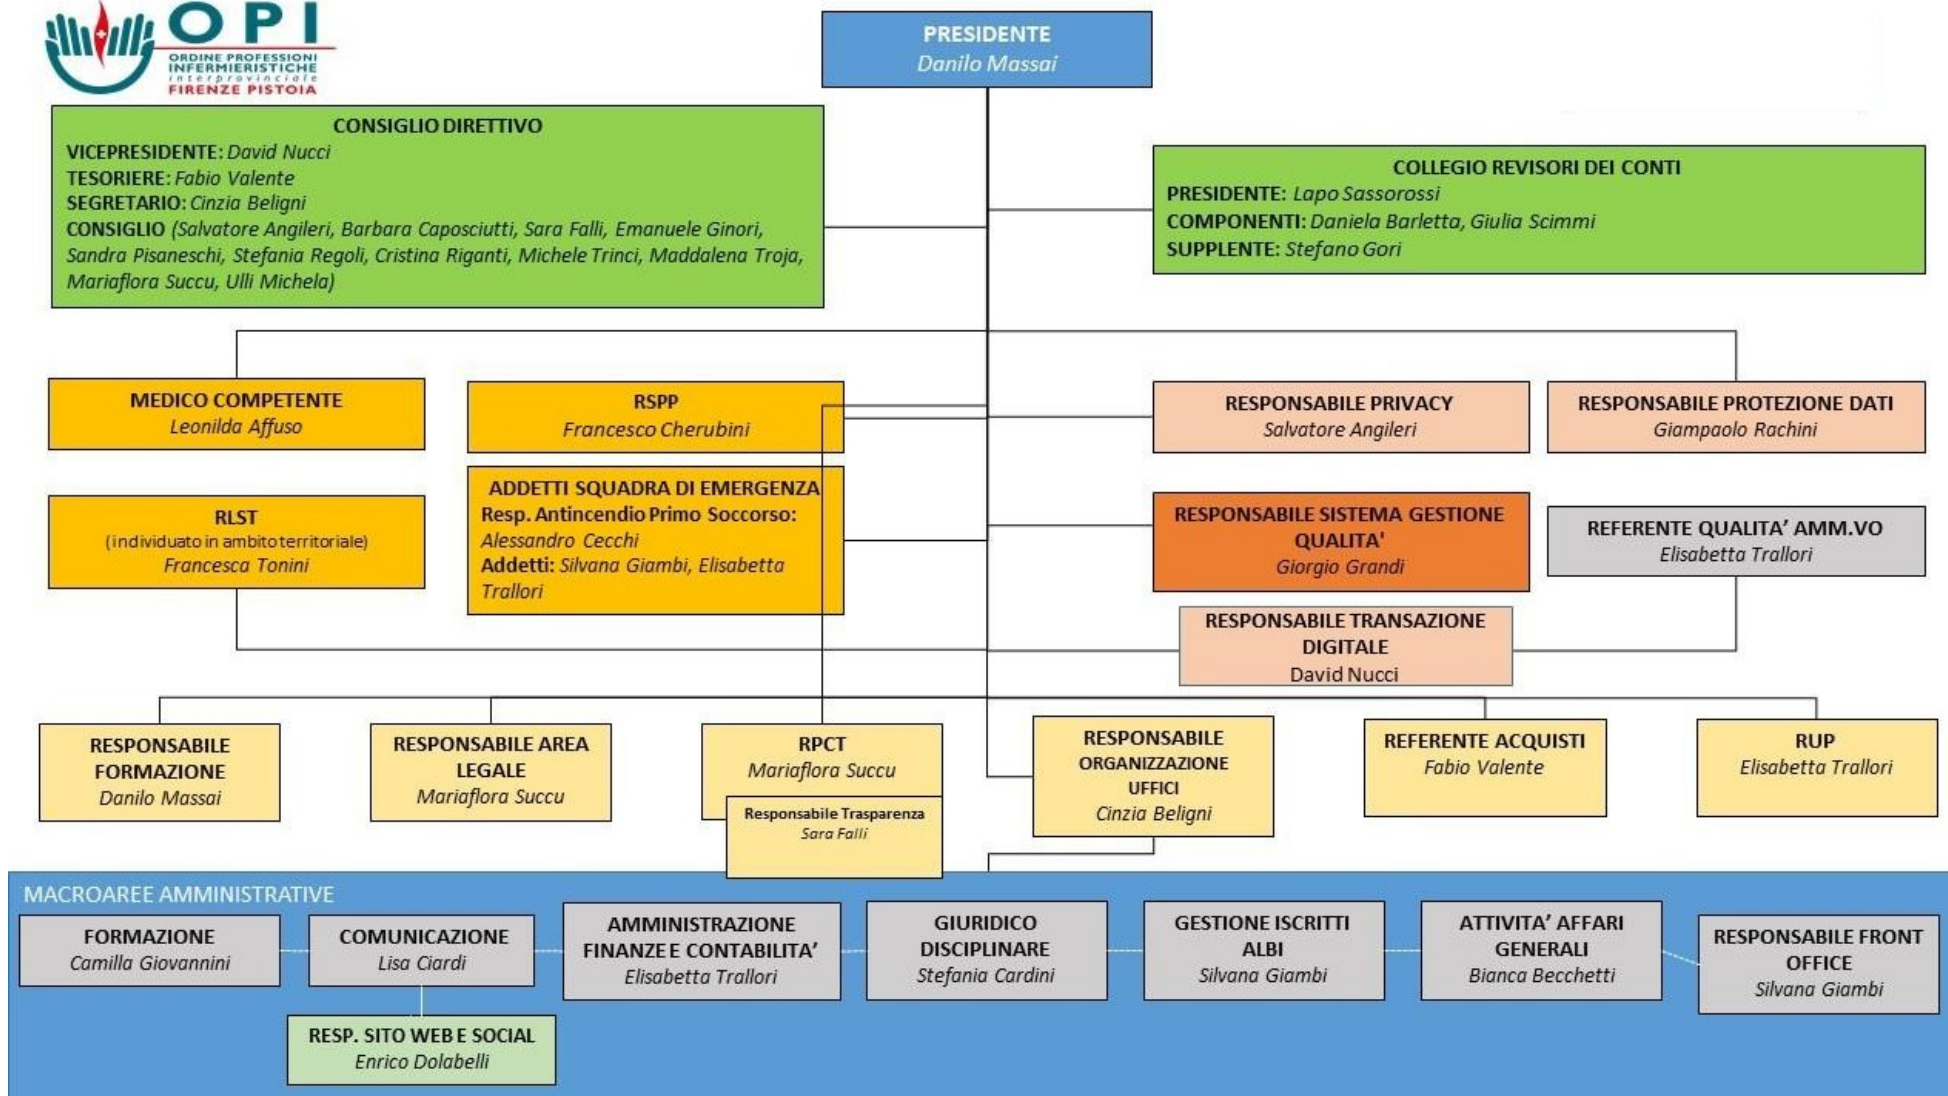 OPI
ORDINE PROFESSIONI
INFERMIERISTICHE
interprovinciale
FIRENZE PISTOIA
PRESIDENTE
Danilo Massai
CONSIGLIO DIRETTIVO
VICEPRESIDENTE: David Nucci
TESORIERE: Fabio Valente
SEGRETARIO: Cinzia Beligni
CONSIGLIO (Salvatore Angileri, Barbara Caposciutti, Sara Falli, Emanuele Ginori,
Sandra Pisaneschi, Stefania Regoli, Cristina Riganti, Michele Trinci, Maddalena Troja,
Mariaflora Succu, Ulli Michela)
COLLEGIO REVISORI DEI CONTI
PRESIDENTE: Lapo Sassorossi
COMPONENTI: Daniela Barletta, Giulia Scimmi
SUPPLENTE: Stefano Gori
MEDICO COMPETENTE
Leonilda Affuso
RSPP
Francesco Cherubini
RESPONSABILE PRIVACY
Salvatore Angileri
RESPONSABILE PROTEZIONE DATI
Giampaolo Rachini
RLST
(individuato in ambito territoriale)
Francesca Tonini
ADDETTI SQUADRA DI EMERGENZA
Resp. Antincendio Primo Soccorso:
Alessandro Cecchi
Addetti: Silvana Giambi, Elisabetta
Trallori
RESPONSABILE SISTEMA GESTIONE
QUALITA'
Giorgio Grandi
REFERENTE QUALITA’ AMM.VO
Elisabetta Trallori
RESPONSABILE TRANSAZIONE
DIGITALE
David Nucci
RESPONSABILE
FORMAZIONE
Danilo Massai
RESPONSABILE AREA
LEGALE
Mariaflora Succu
RPCT
Mariaflora Succu
Responsabile Trasparenza
Sara Falli
RESPONSABILE
ORGANIZZAZIONE
UFFICI
Cinzia Beligni
REFERENTE ACQUISTI
Fabio Valente
RUP
Elisabetta Trallori
MACROAREE AMMINISTRATIVE
FORMAZIONE
Camilla Giovannini
COMUNICAZIONE
Lisa Ciardi
AMMINISTRAZIONE
FINANZE E CONTABILITA’
Elisabetta Trallori
GIURIDICO
DISCIPLINARE
Stefania Cardini
GESTIONE ISCRITTI
ALBI
Silvana Giambi
ATTIVITA’ AFFARI
GENERALI
Bianca Becchetti
RESPONSABILE FRONT
OFFICE
Silvana Giambi
RESP. SITO WEB E SOCIAL
Enrico Dolabelli